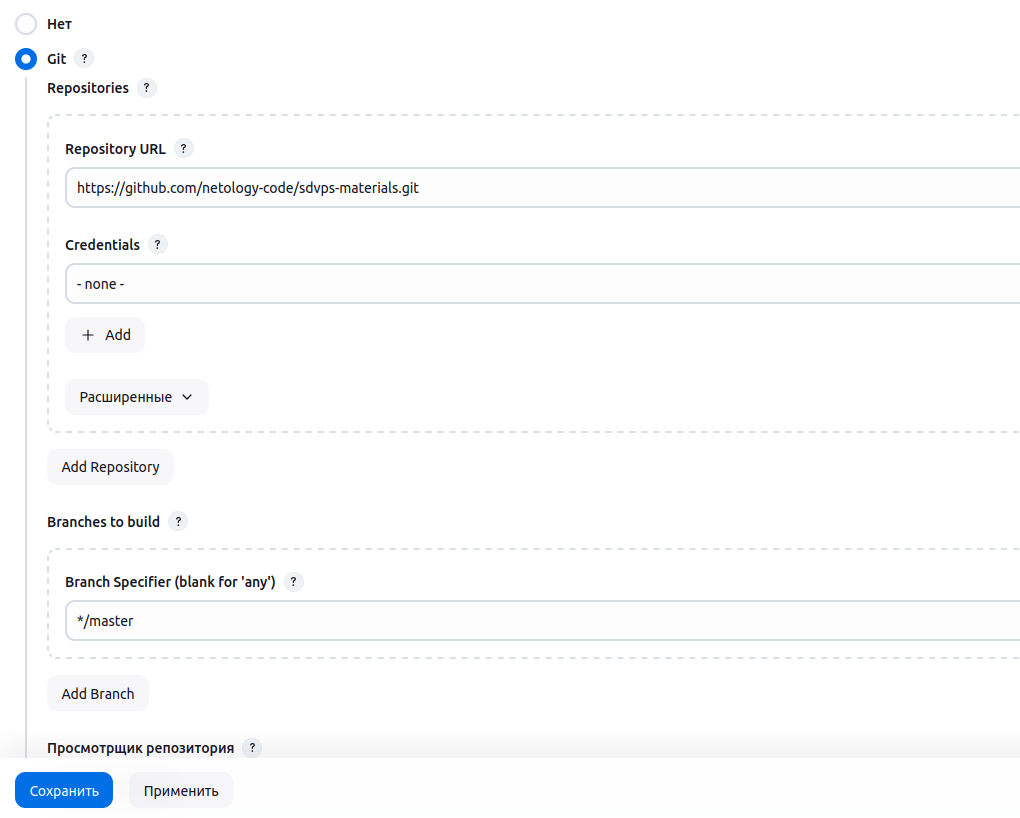 Нет
Git ?
Repositories ?
Repository URL ?
https://github.com/netology-code/sdvps-materials.git
Credentials ?
- none -
+ Add
Расширенные
Add Repository
Branches to build ?
Branch Specifier (blank for 'any') ?
*/master
Add Branch
Просмотрщик репозитория ?
Сохранить Применить